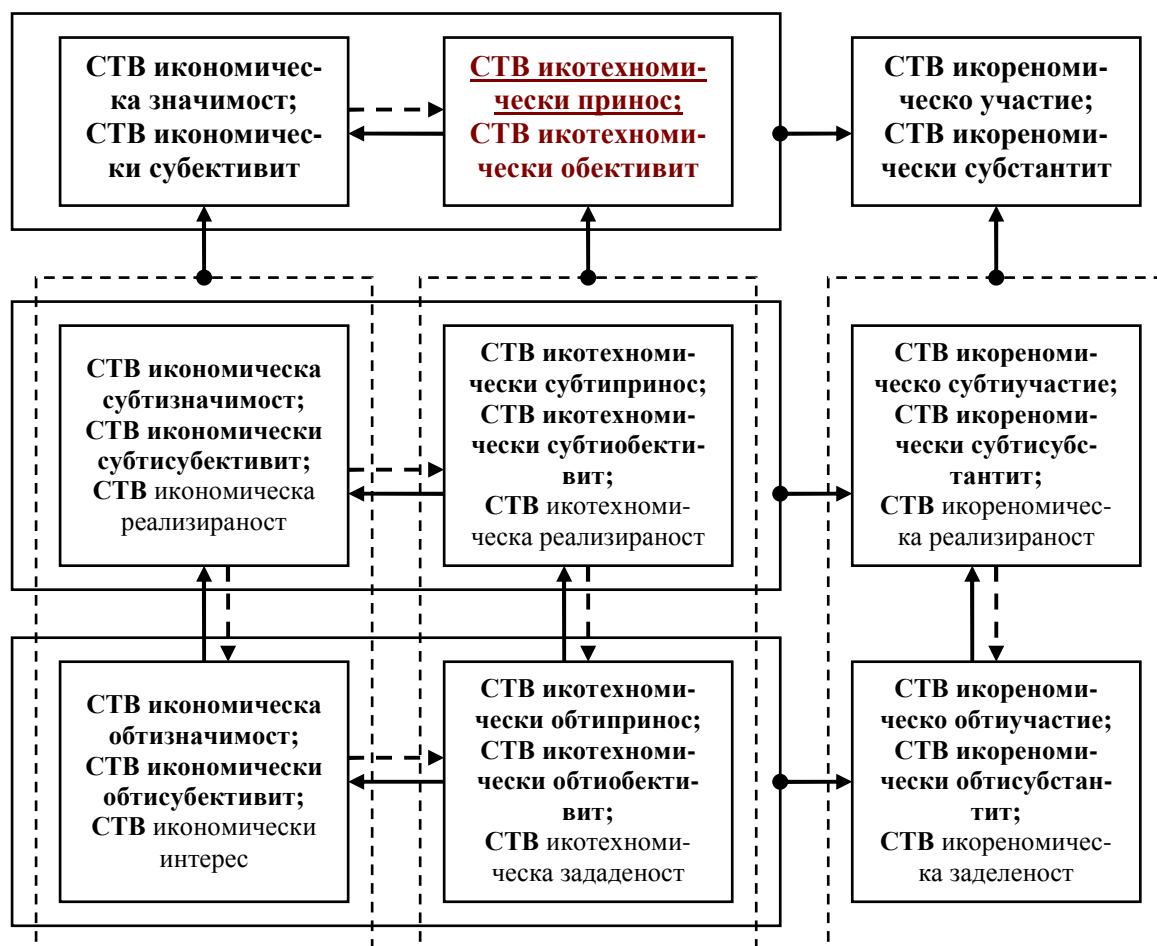 СТВ икономичес-
ка значимост;
СТВ икономичес-
ки субективит
СТВ икотехноми-
чески принос;
СТВ икотехноми-
чески обективит
СТВ икореноми-
ческо участие;
СТВ икореноми-
чески субстантит
СТВ икономическа
субтизначимост;
СТВ икономически
субтисубективит;
СТВ икономическа
реализираност
СТВ икотехноми-
чески субтипринос;
СТВ икотехноми-
чески субтиобекти-
вит;
СТВ икотехноми-
ческа реализираност
СТВ икореноми-
ческо субтиучастие;
СТВ икореноми-
чески субтисубс-
тантит;
СТВ икореномичес-
ка реализираност
СТВ икономическа
обтизначимост;
СТВ икономически
обтисубективит;
СТВ икономически
интерес
СТВ икотехноми-
чески обтипринос;
СТВ икотехноми-
чески обтиобекти-
вит;
СТВ икотехноми-
ческа зададеност
СТВ икореноми-
ческо обтиучастие;
СТВ икореноми-
чески обтисубстан-
тит;
СТВ икореномичес-
ка заделеност